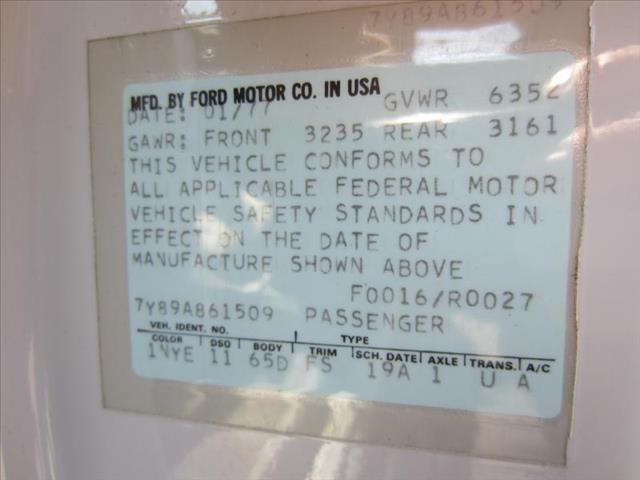 7Y89A861509
MFD. BY FORD MOTOR CO. IN USA
DATE: 01/77 GVWR 6352
GAWR: FRONT 3235 REAR 3161
THIS VEHICLE CONFORMS TO
ALL APPLICABLE FEDERAL MOTOR
VEHICLE SAFETY STANDARDS IN
EFFECT ON THE DATE OF
MANUFACTURE SHOWN ABOVE
F0016/R0027
7Y89A861509 PASSENGER
VEH. IDENT. NO. TYPE
COLOR DSO BODY TRIM SCH. DATE AXLE TRANS. A/C
1NYE 11 65D FS 19A 1 U A